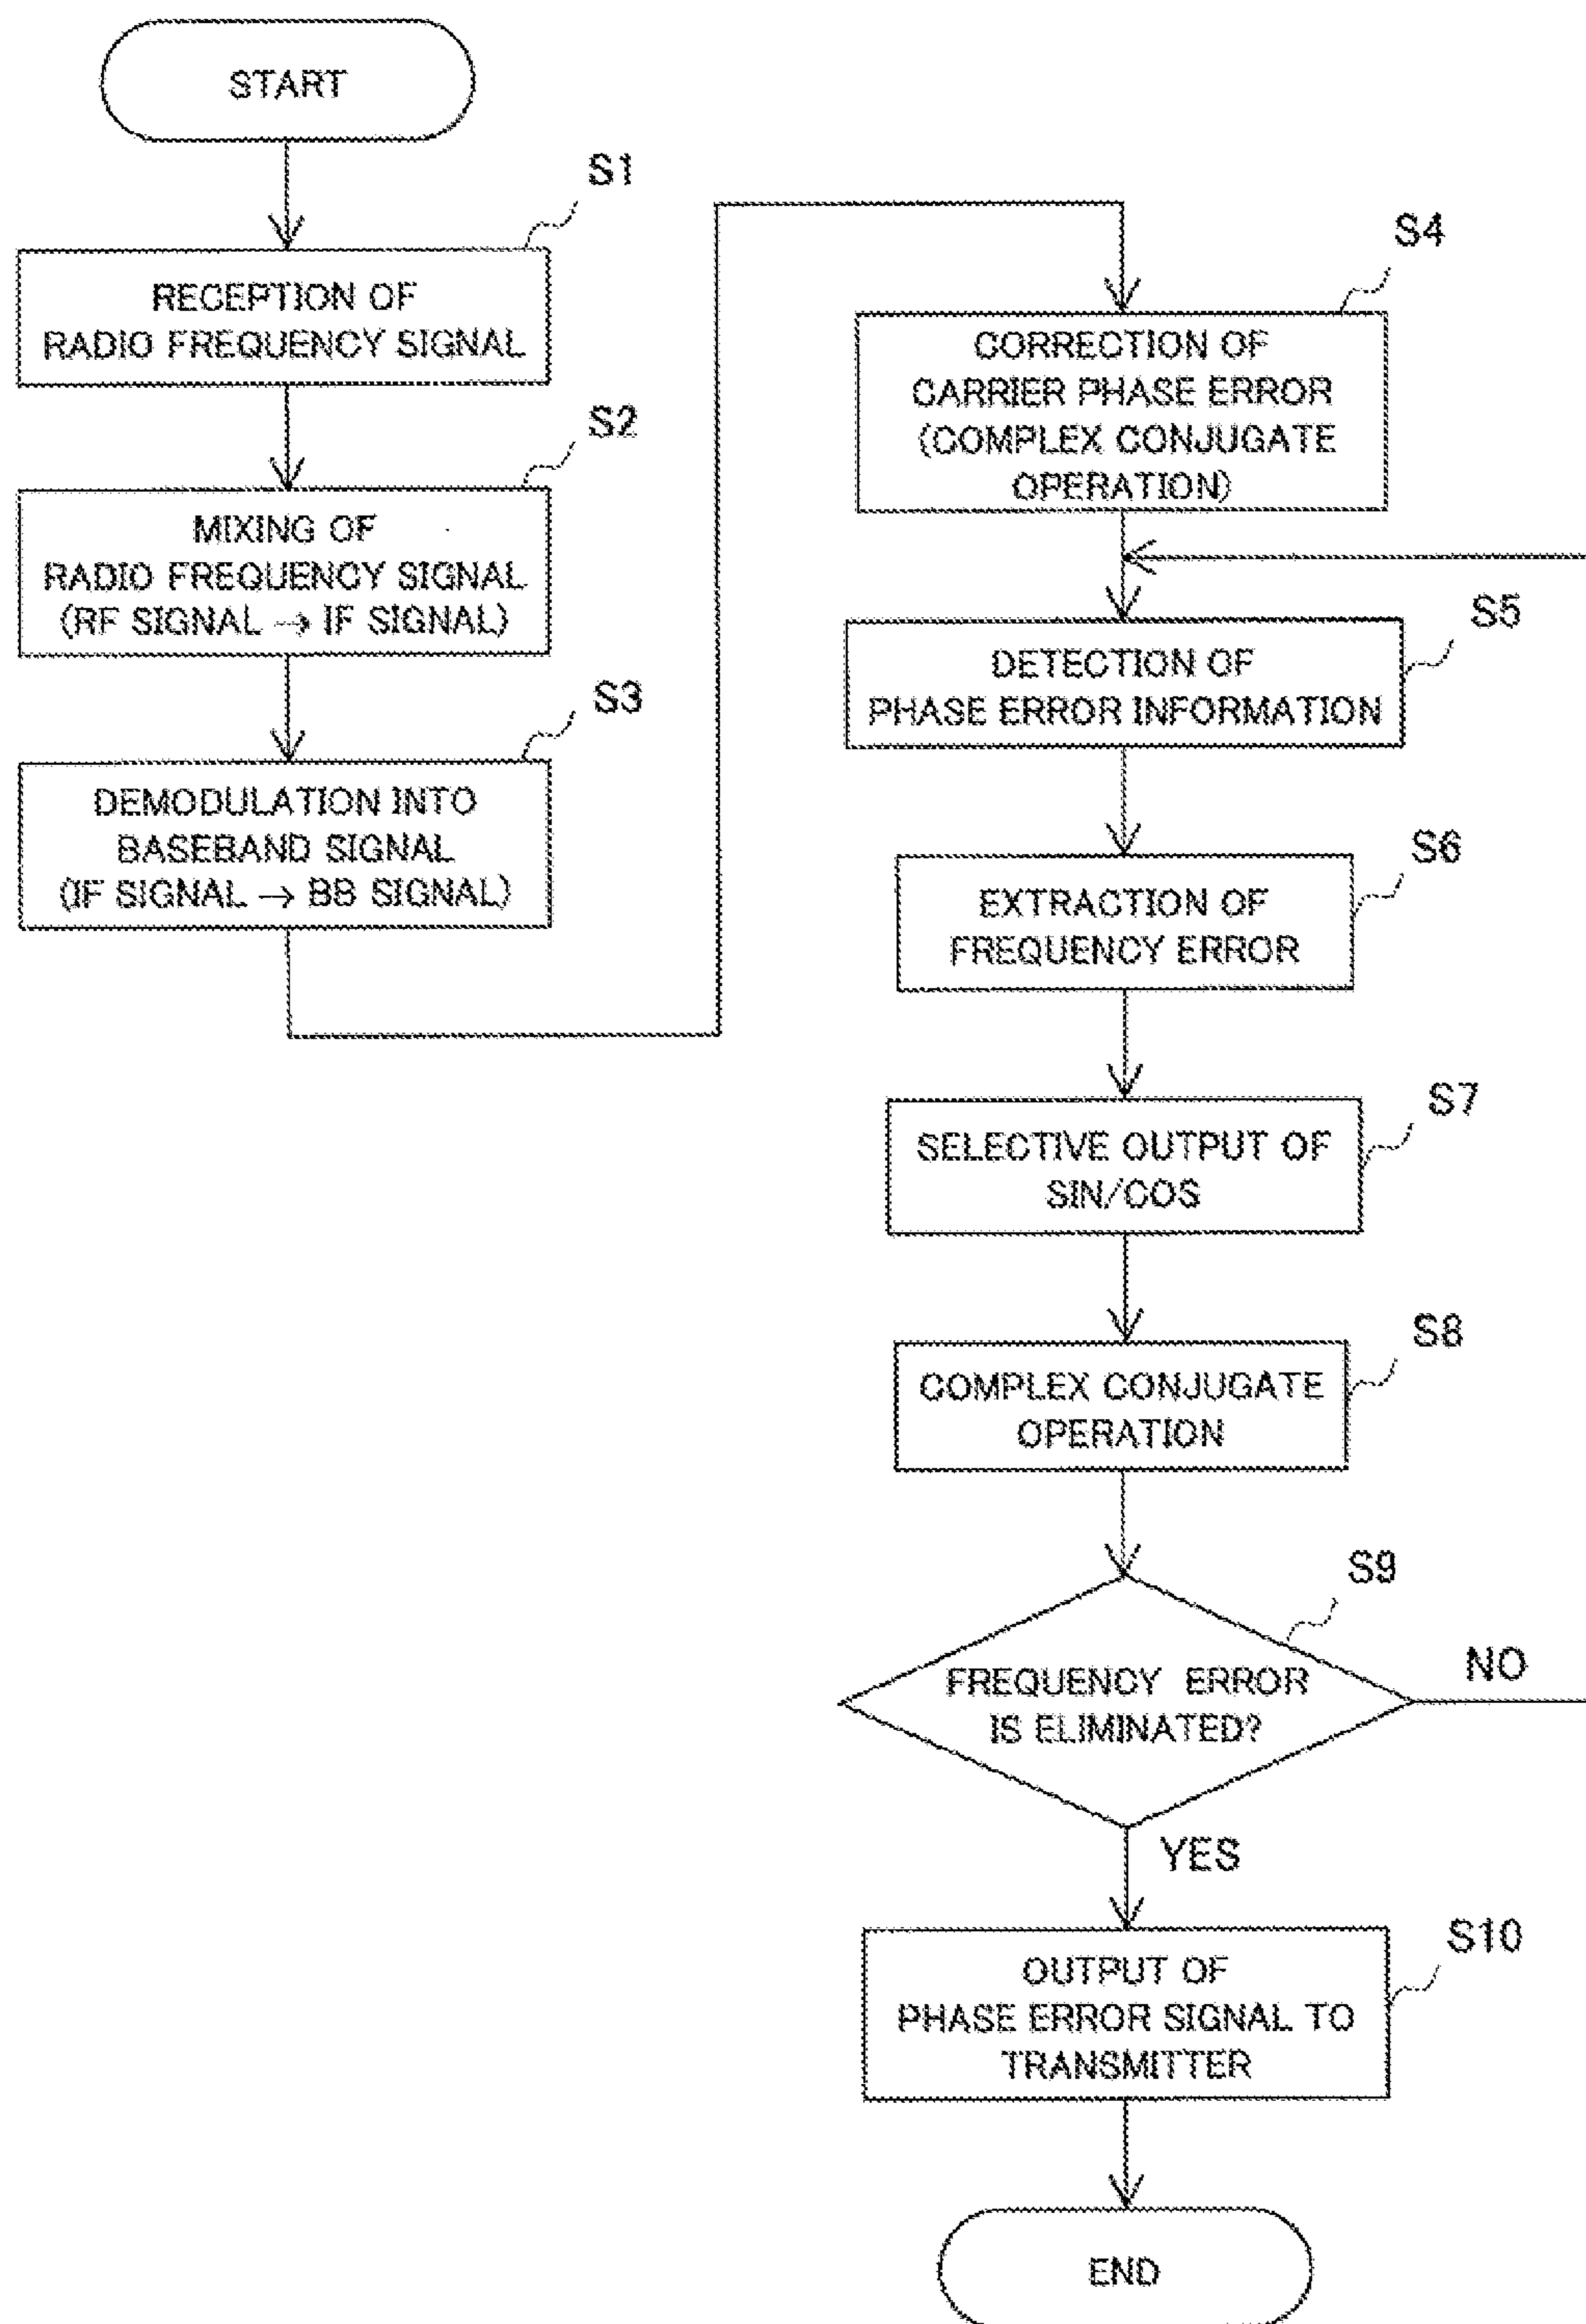 START
S1
RECEPTION OF
RADIO FREQUENCY SIGNAL
S2
MIXING OF
RADIO FREQUENCY SIGNAL
(RF SIGNAL → IF SIGNAL)
S3
DEMODULATION INTO
BASEBAND SIGNAL
(IF SIGNAL → BB SIGNAL)
S4
CORRECTION OF
CARRIER PHASE ERROR
(COMPLEX CONJUGATE
OPERATION)
S5
DETECTION OF
PHASE ERROR INFORMATION
S6
EXTRACTION OF
FREQUENCY ERROR
S7
SELECTIVE OUTPUT OF
SIN/COS
S8
COMPLEX CONJUGATE
OPERATION
S9
FREQUENCY ERROR
IS ELIMINATED?
NO
YES
S10
OUTPUT OF
PHASE ERROR SIGNAL TO
TRANSMITTER
END